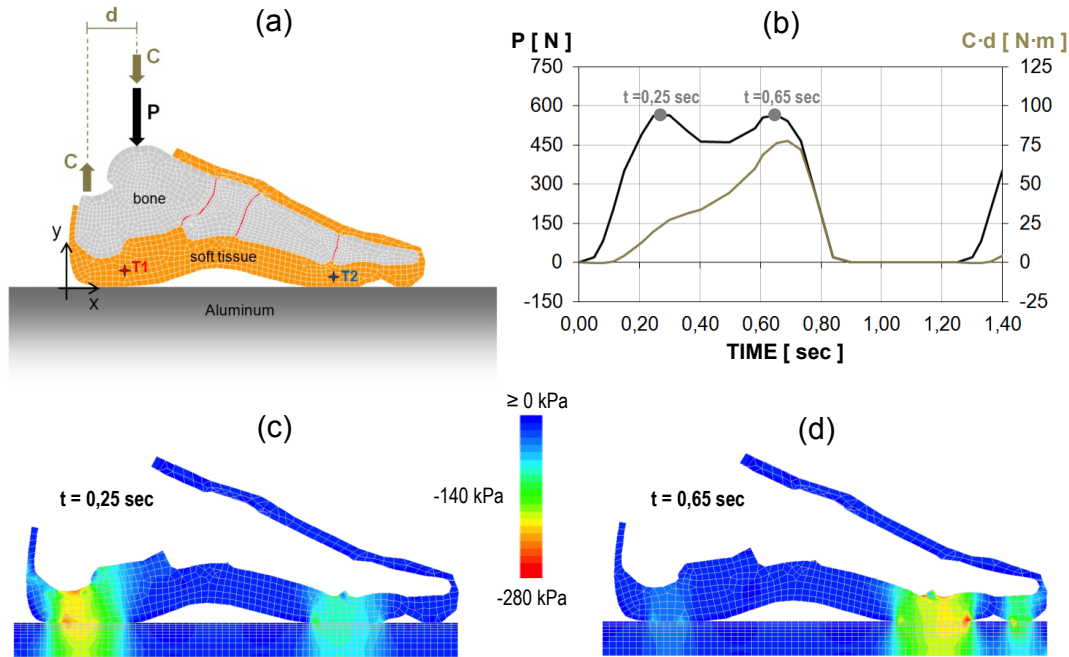 (a)
d
C
P
C
bone
y
T1
soft tissue
T2
x
Aluminum
(b)
P [ N ]
C·d [ N·m ]
750
600
450
300
150
0
-150
125
100
75
50
25
0
-25
t =0,25 sec
t =0,65 sec
0,00 0,20 0,40 0,60 0,80 1,00 1,20 1,40
TIME [ sec ]
(c)
t = 0,25 sec
≥ 0 kPa
-140 kPa
-280 kPa
(d)
t = 0,65 sec